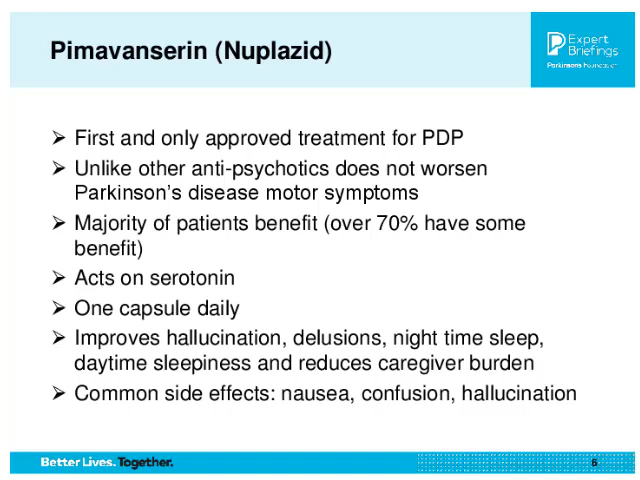 Pimavanserin (Nuplazid)
Expert
Briefings
Parkinson's Foundation
➢ First and only approved treatment for PDP
➢ Unlike other anti-psychotics does not worsen
Parkinson's disease motor symptoms
➢ Majority of patients benefit (over 70% have some
benefit)
➢ Acts on serotonin
➢ One capsule daily
➢ Improves hallucination, delusions, night time sleep,
daytime sleepiness and reduces caregiver burden
➢ Common side effects: nausea, confusion, hallucination
Better Lives. Together.
6